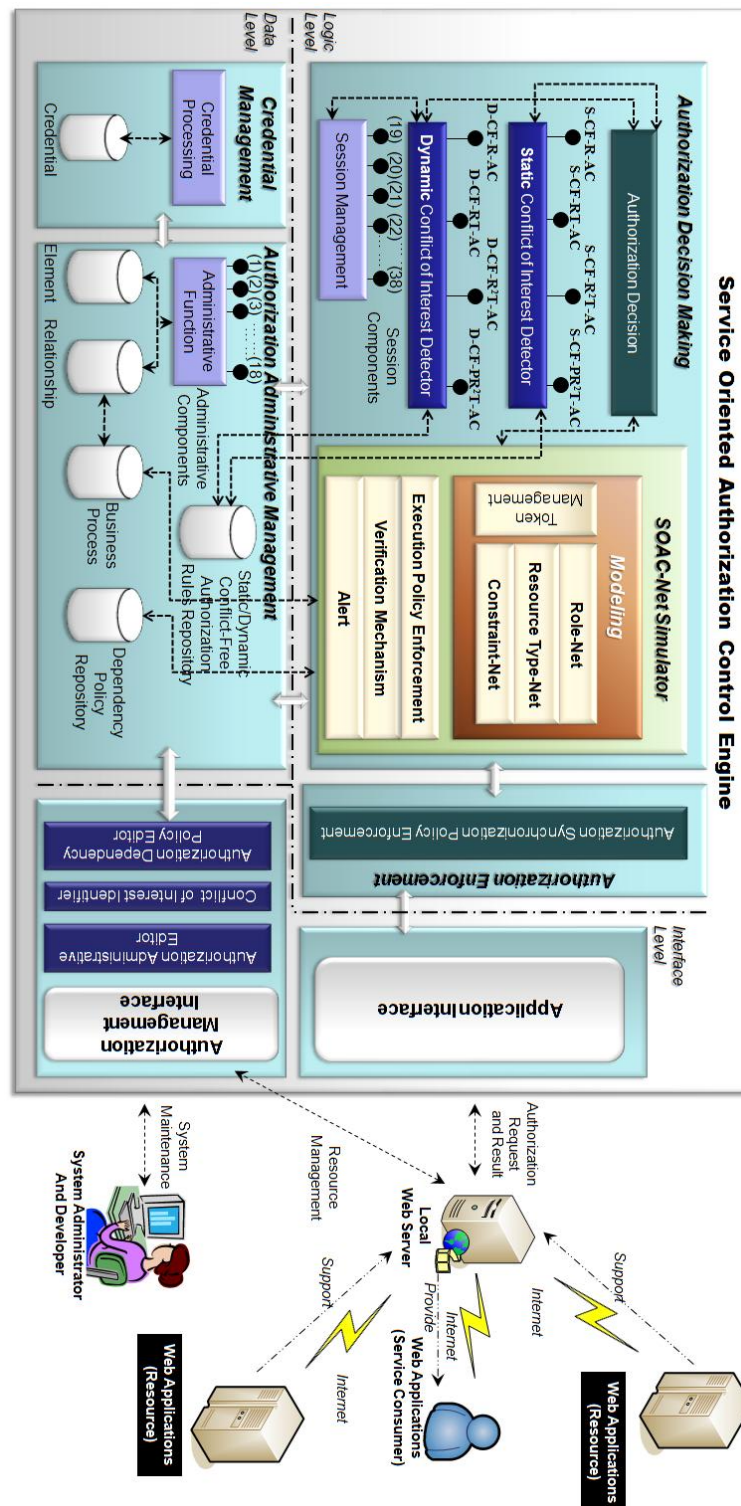 Service Oriented Authorization Control Engine
Logic
Level
Authorization Decision Making
Authorization Decision
S-CF-R-AC
S-CF-RT-AC
S-CF-R²T-AC
S-CF-PR²T-AC
Static Conflict of Interest Detector
D-CF-R-AC
D-CF-RT-AC
D-CF-R²T-AC
D-CF-PR²T-AC
Dynamic Conflict of Interest Detector
(19)(20)(21)(22)……(38)
Session
Components
Session Management
SOAC-Net Simulator
Modeling
Token
Management
Role-Net
Resource Type-Net
Constraint-Net
Execution Policy Enforcement
Verification Mechanism
Alert
Authorization Enforcement
Authorization Synchronization Policy Enforcement
Interface
Level
Application Interface
Data
Level
Credential
Management
Credential
Processing
Credential
Authorization Administrative Management
(1)(2)(3)……(18)
Administrative
Function
Administrative
Components
Static/Dynamic
Conflict-Free
Authorization
Rules Repository
Element
Relationship
Business
Process
Dependency
Policy
Repository
Authorization Dependency
Policy Editor
Conflict of Interest Identifier
Authorization Administrative
Editor
Authorization
Management
Interface
Authorization
Request
and Result
Resource
Management
System
Maintenance
System Administrator
And Developer
Local
Web Server
Support
Internet
Web Applications
(Resource)
Provide
Internet
Web Applications
(Service Consumer)
Support
Internet
Web Applications
(Resource)